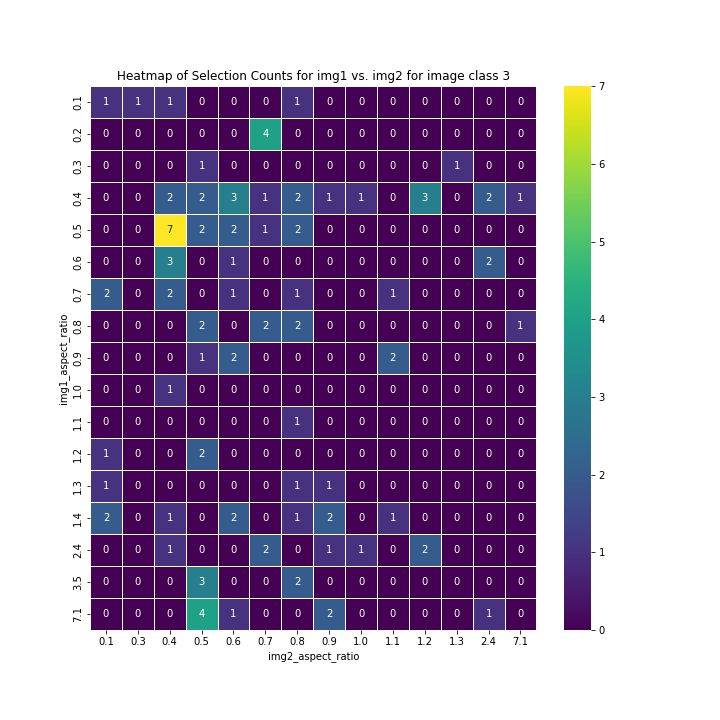 Heatmap of Selection Counts for img1 vs. img2 for image class 3
0.1 1 1 1 0 0 0 1 0 0 0 0 0 0 0
0.2 0 0 0 0 0 4 0 0 0 0 0 0 0 0
0.3 0 0 0 1 0 0 0 0 0 0 0 1 0 0
0.4 0 0 2 2 3 1 2 1 1 0 3 0 2 1
0.5 0 0 7 2 2 1 2 0 0 0 0 0 0 0
0.6 0 0 3 0 1 0 0 0 0 0 0 0 2 0
0.7 2 0 2 0 1 0 1 0 0 1 0 0 0 0
0.8 0 0 0 2 0 2 2 0 0 0 0 0 0 1
0.9 0 0 0 1 2 0 0 0 0 2 0 0 0 0
1.0 0 0 1 0 0 0 0 0 0 0 0 0 0 0
1.1 0 0 0 0 0 0 1 0 0 0 0 0 0 0
1.2 1 0 0 2 0 0 0 0 0 0 0 0 0 0
1.3 1 0 0 0 0 0 1 1 0 0 0 0 0 0
1.4 2 0 1 0 2 0 1 2 0 1 0 0 0 0
2.4 0 0 1 0 0 2 0 1 1 0 2 0 0 0
3.5 0 0 0 3 0 0 2 0 0 0 0 0 0 0
7.1 0 0 0 4 1 0 0 2 0 0 0 0 1 0
0.1 0.3 0.4 0.5 0.6 0.7 0.8 0.9 1.0 1.1 1.2 1.3 2.4 7.1
img2_aspect_ratio
img1_aspect_ratio
7
6
5
4
3
2
1
0